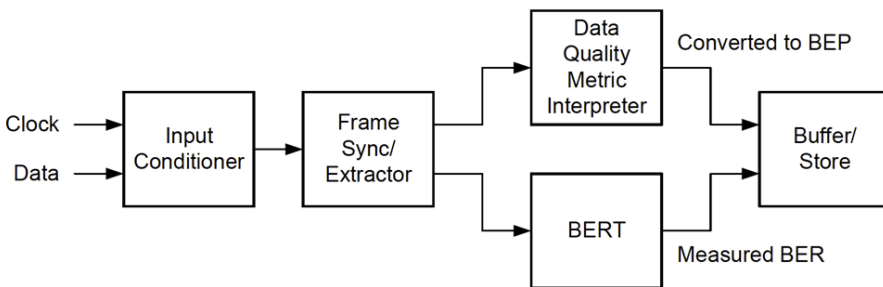 Clock
Data
Input
Conditioner
Frame
Sync/
Extractor
Data
Quality
Metric
Interpreter
Converted to BEP
BERT
Measured BER
Buffer/
Store